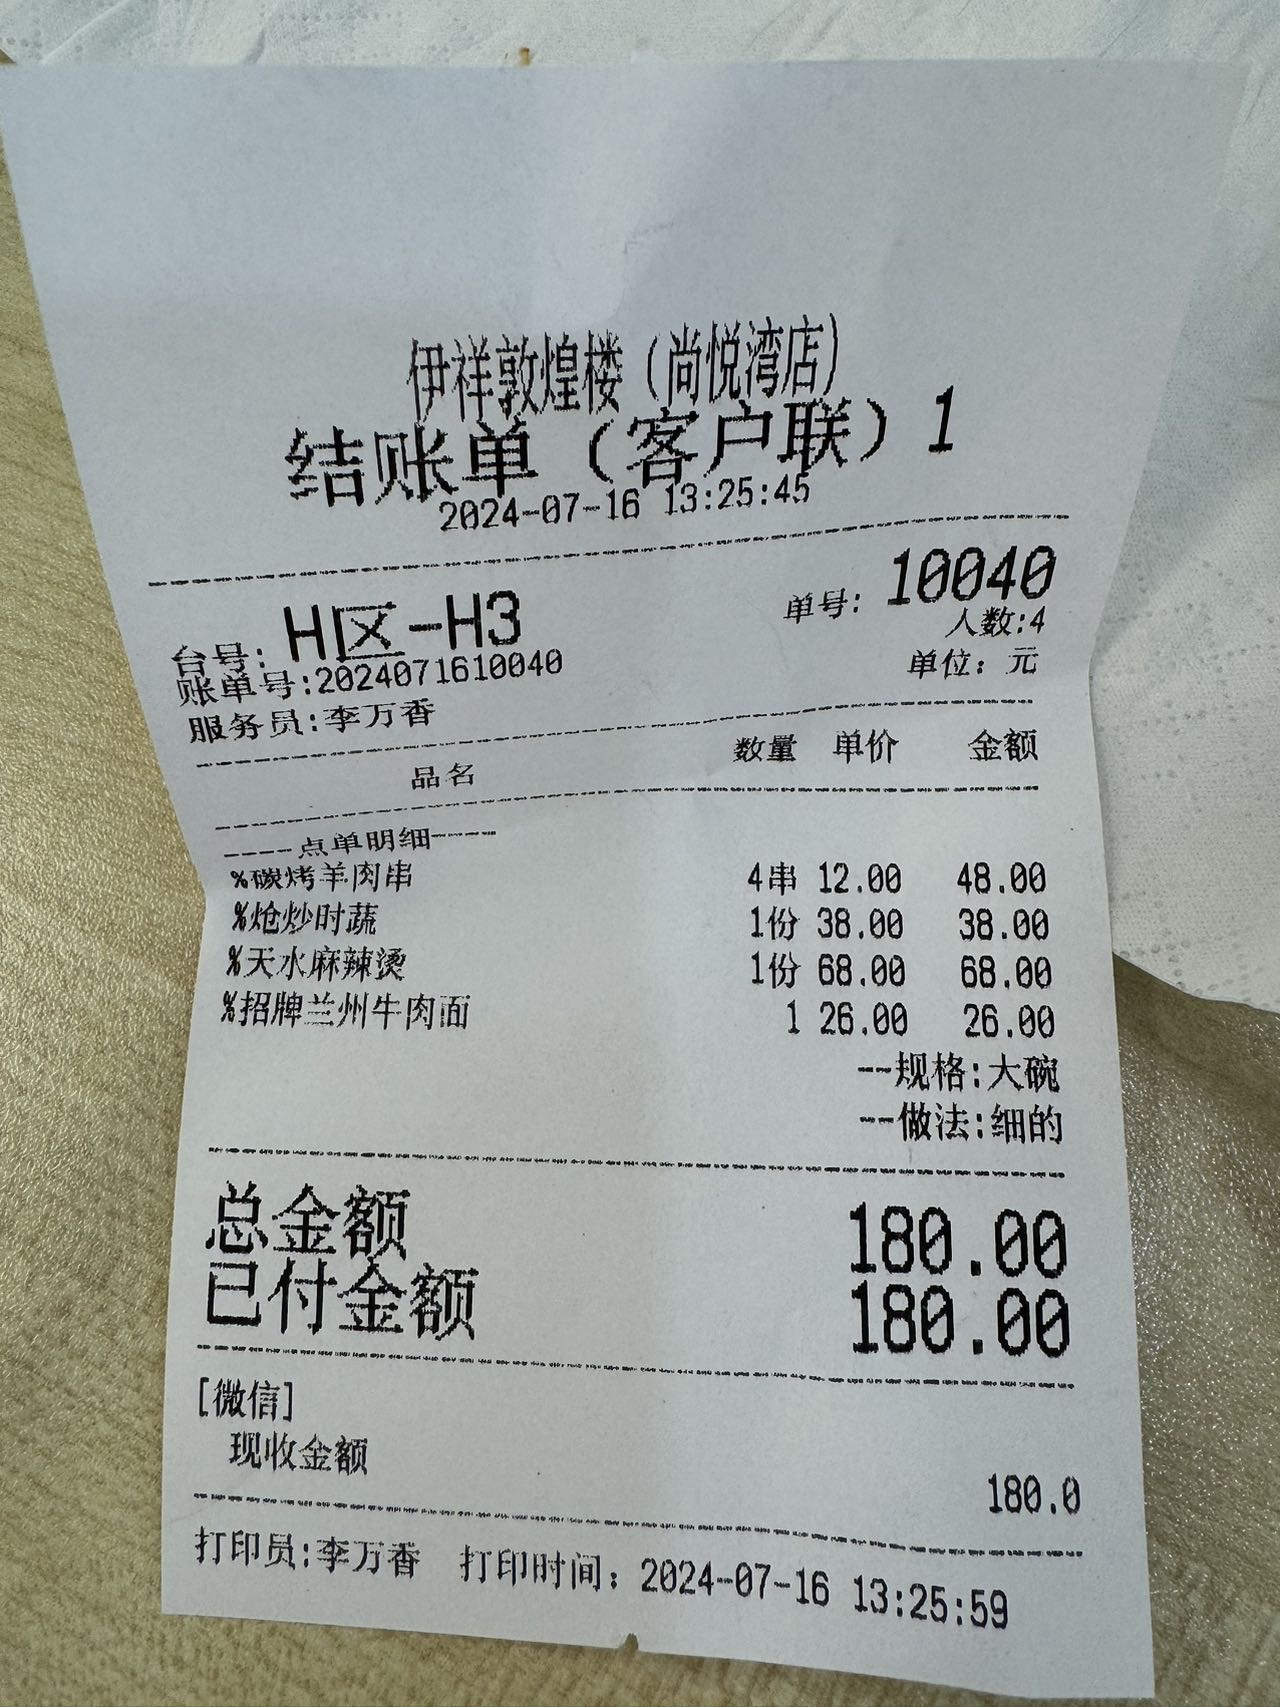 伊祥敦煌楼（尚悦湾店）
结账单（客户联）1
2024-07-16 13:25:45
台号: H区-H3 单号: 10040
人数:4
账单号:2024071610040 单位: 元
服务员:李万香
品名 数量 单价 金额
----点单明细----
%碳烤羊肉串 4串 12.00 48.00
%炝炒时蔬 1份 38.00 38.00
%天水麻辣烫 1份 68.00 68.00
%招牌兰州牛肉面 1 26.00 26.00
--规格:大碗
--做法:细的
总金额 180.00
已付金额 180.00
[微信]
现收金额 180.0
打印员:李万香 打印时间: 2024-07-16 13:25:59